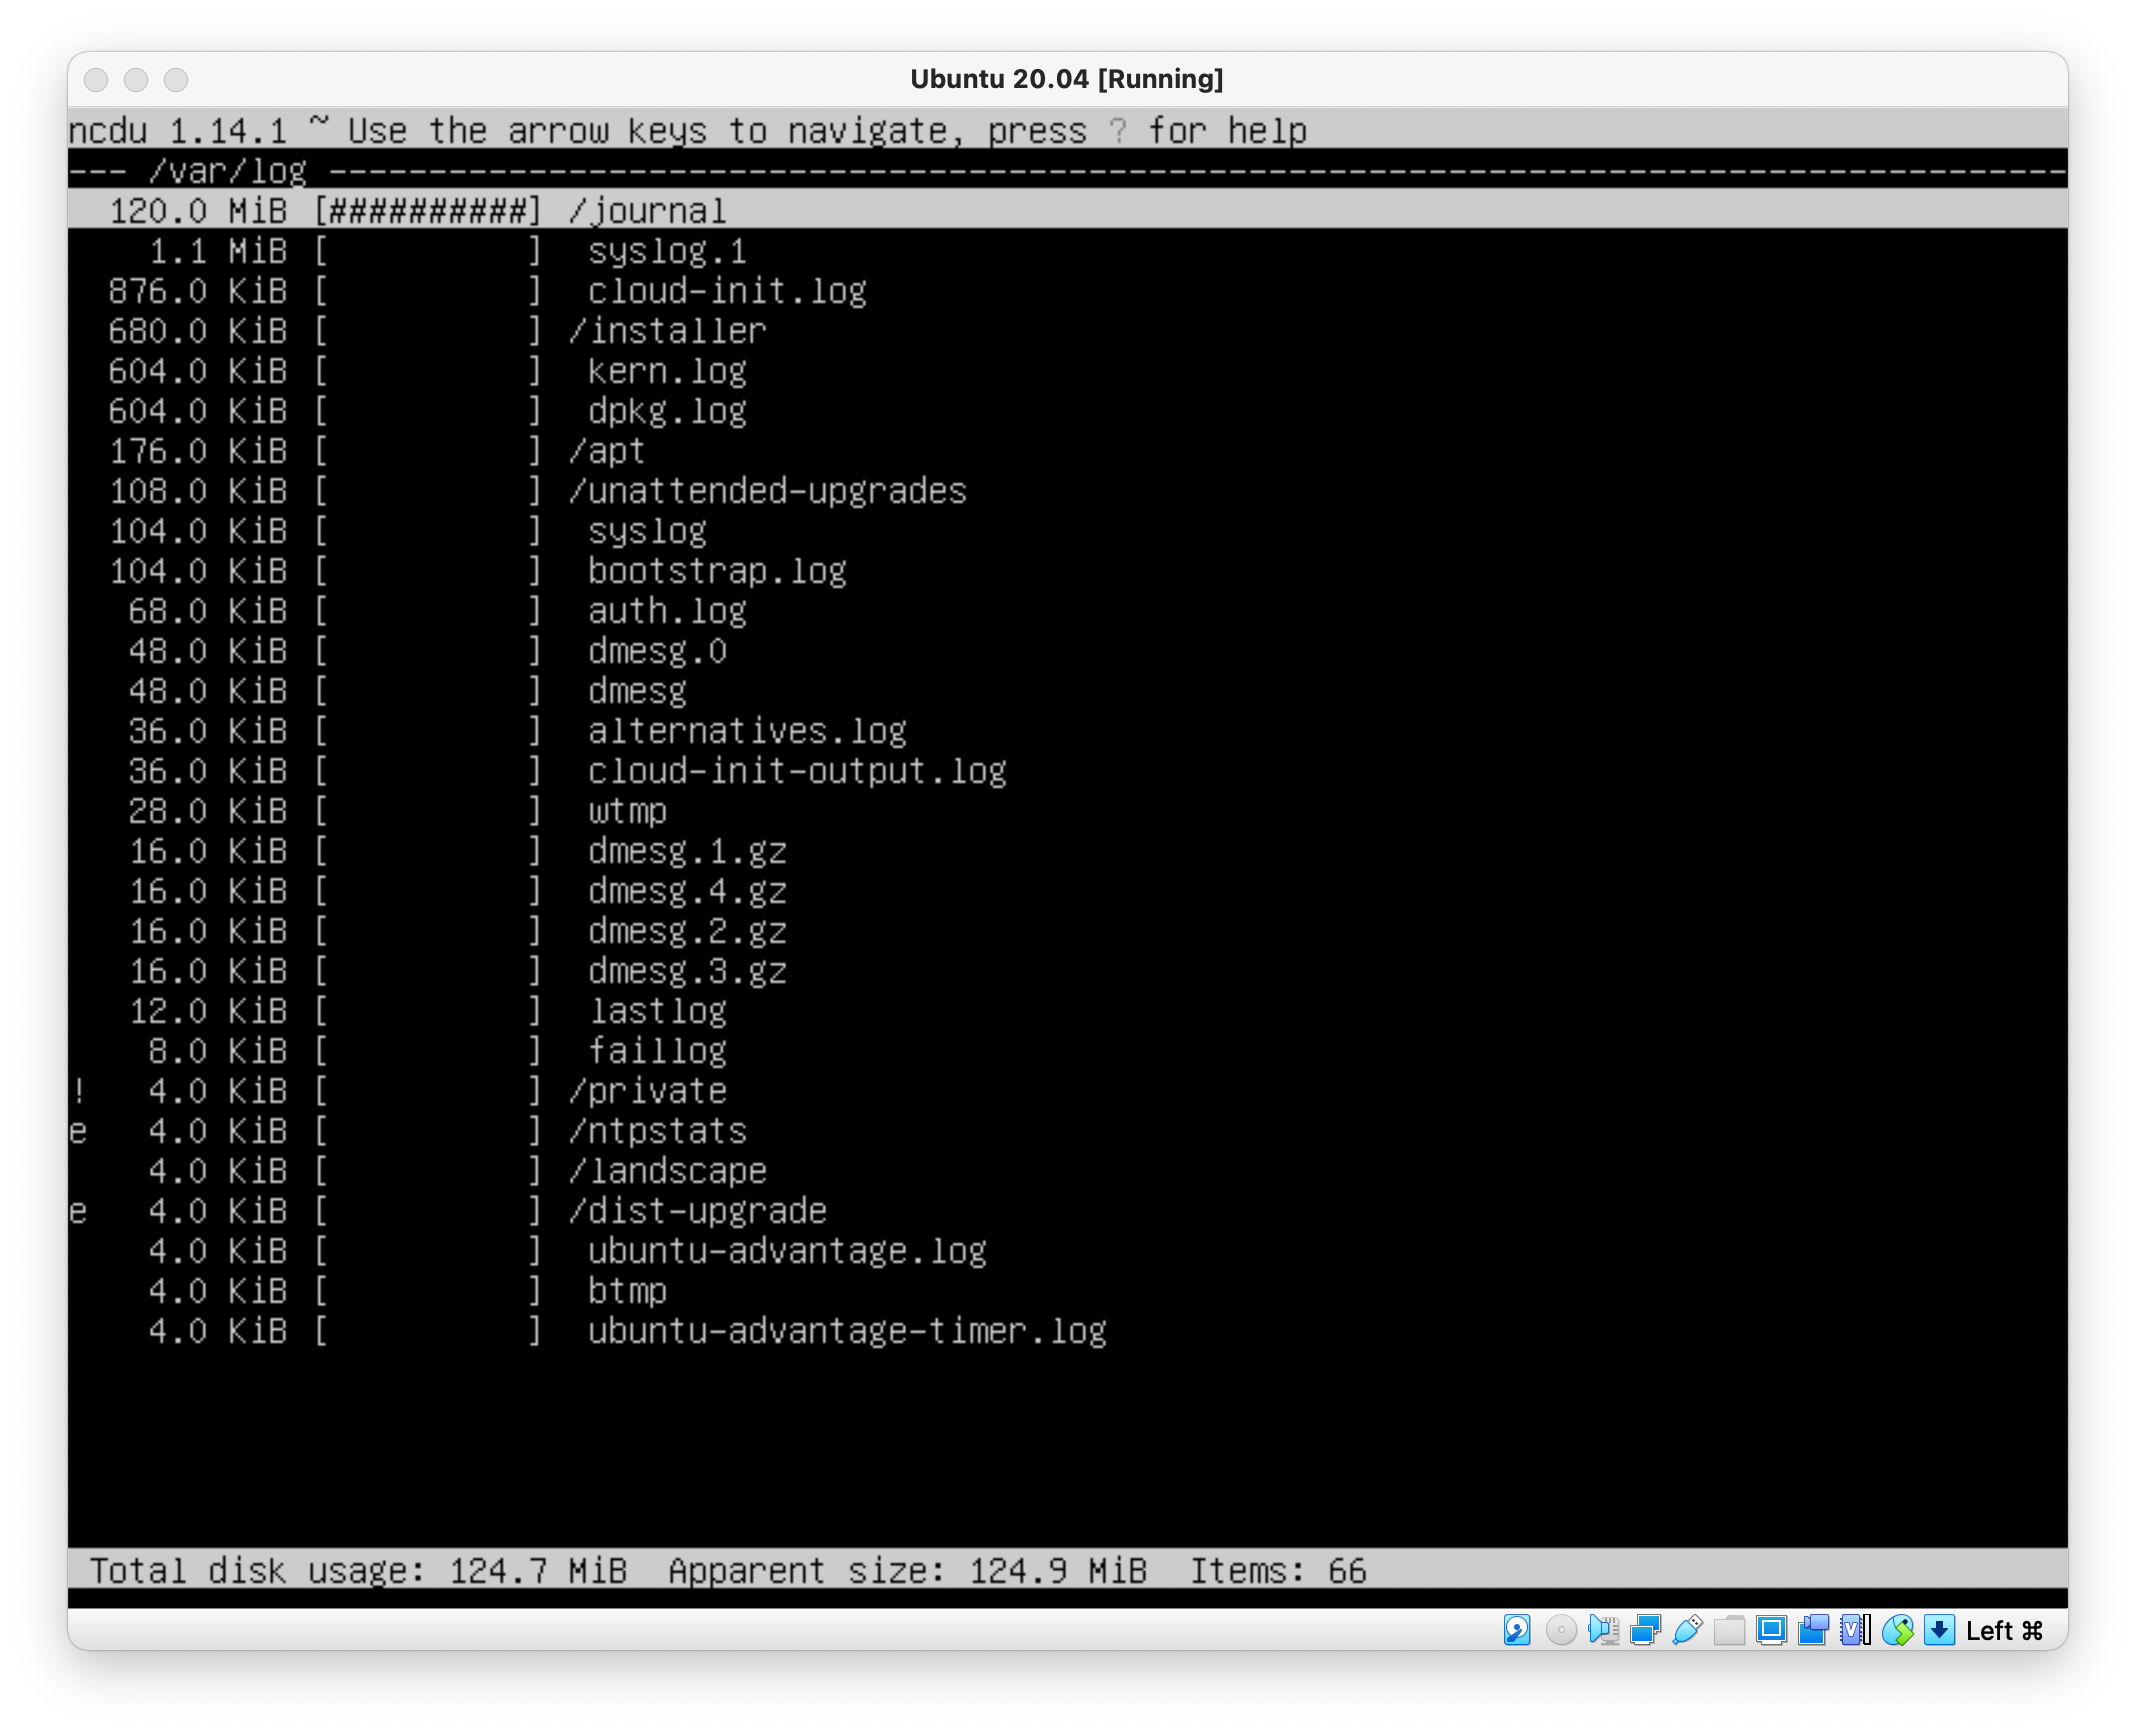 Ubuntu 20.04 [Running]
ncdu 1.14.1 ~ Use the arrow keys to navigate, press ? for help
--- /var/log ---------------------------------------------------------------------------------------
120.0 MiB [##########] /journal
1.1 MiB [          ]  syslog.1
876.0 KiB [          ]  cloud-init.log
680.0 KiB [          ] /installer
604.0 KiB [          ]  kern.log
604.0 KiB [          ]  dpkg.log
176.0 KiB [          ] /apt
108.0 KiB [          ] /unattended-upgrades
104.0 KiB [          ]  syslog
104.0 KiB [          ]  bootstrap.log
68.0 KiB [          ]  auth.log
48.0 KiB [          ]  dmesg.0
48.0 KiB [          ]  dmesg
36.0 KiB [          ]  alternatives.log
36.0 KiB [          ]  cloud-init-output.log
28.0 KiB [          ]  wtmp
16.0 KiB [          ]  dmesg.1.gz
16.0 KiB [          ]  dmesg.4.gz
16.0 KiB [          ]  dmesg.2.gz
16.0 KiB [          ]  dmesg.3.gz
12.0 KiB [          ]  lastlog
8.0 KiB [          ]  faillog
!   4.0 KiB [          ] /private
e   4.0 KiB [          ] /ntpstats
4.0 KiB [          ] /landscape
e   4.0 KiB [          ] /dist-upgrade
4.0 KiB [          ]  ubuntu-advantage.log
4.0 KiB [          ]  btmp
4.0 KiB [          ]  ubuntu-advantage-timer.log
Total disk usage: 124.7 MiB  Apparent size: 124.9 MiB  Items: 66
Left ⌘